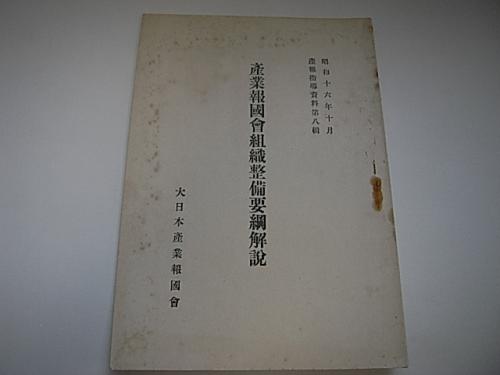 昭和十六年十月
產報指導資料第八輯
產業報國會組織整備要綱解說
大日本產業報國會